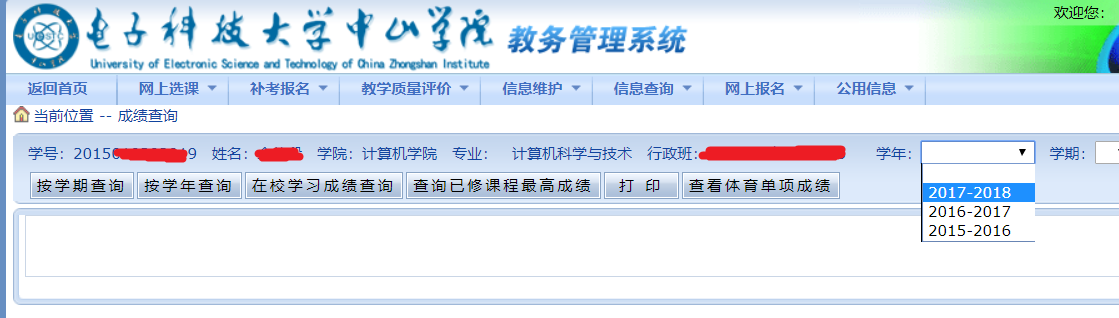 欢迎您：
电子科技大学中山学院 教务管理系统
University of Electronic Science and Technology of China Zhongshan Institute
返回首页 网上选课 补考报名 教学质量评价 信息维护 信息查询 网上报名 公用信息
当前位置 -- 成绩查询
学号：2015 姓名： 学院：计算机学院 专业： 计算机科学与技术 行政班： 学年： 学期：
按学期查询 按学年查询 在校学习成绩查询 查询已修课程最高成绩 打 印 查看体育单项成绩
2017-2018
2016-2017
2015-2016